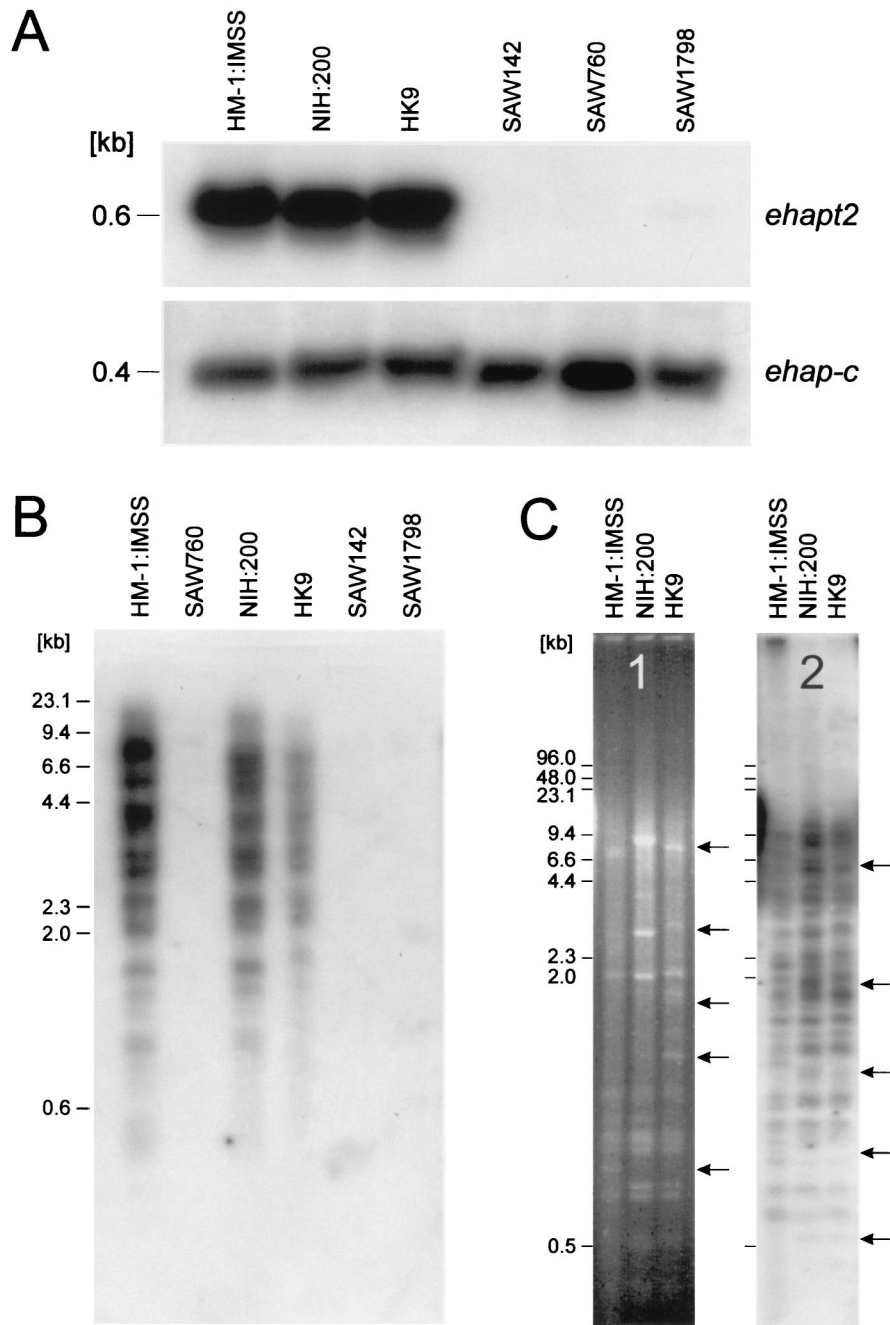 A
HM-1:IMSS
NIH:200
HK9
SAW142
SAW760
SAW1798
[kb]
0.6
ehapt2
0.4
ehap-c
B
HM-1:IMSS
SAW760
NIH:200
HK9
SAW142
SAW1798
[kb]
23.1
9.4
6.6
4.4
2.3
2.0
0.6
C
HM-1:IMSS
NIH:200
HK9
HM-1:IMSS
NIH:200
HK9
[kb]
1
2
96.0
48.0
23.1
9.4
6.6
4.4
2.3
2.0
0.5